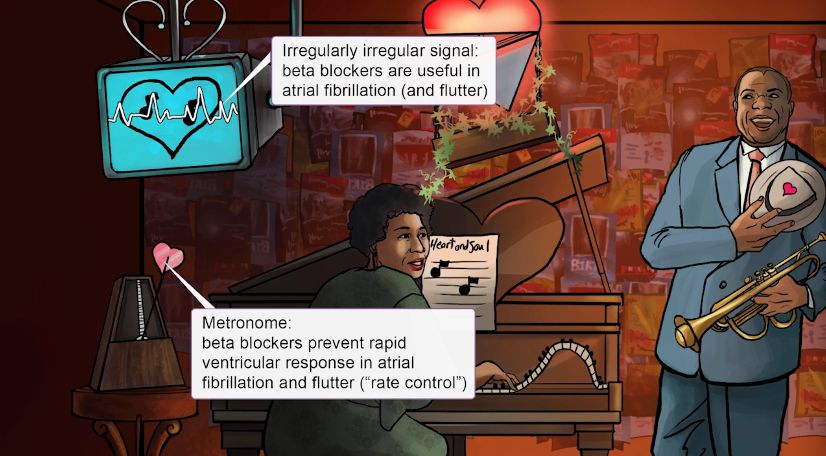 Irregularly irregular signal:
beta blockers are useful in
atrial fibrillation (and flutter)
Heart and Soul
Metronome:
beta blockers prevent rapid
ventricular response in atrial
fibrillation and flutter (“rate control”)